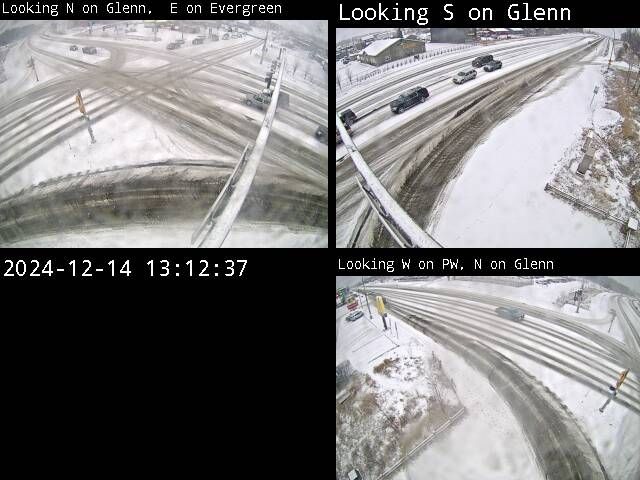 Looking N on Glenn,  E on Evergreen
Looking S on Glenn
2024-12-14 13:12:37
Looking W on PW, N on Glenn